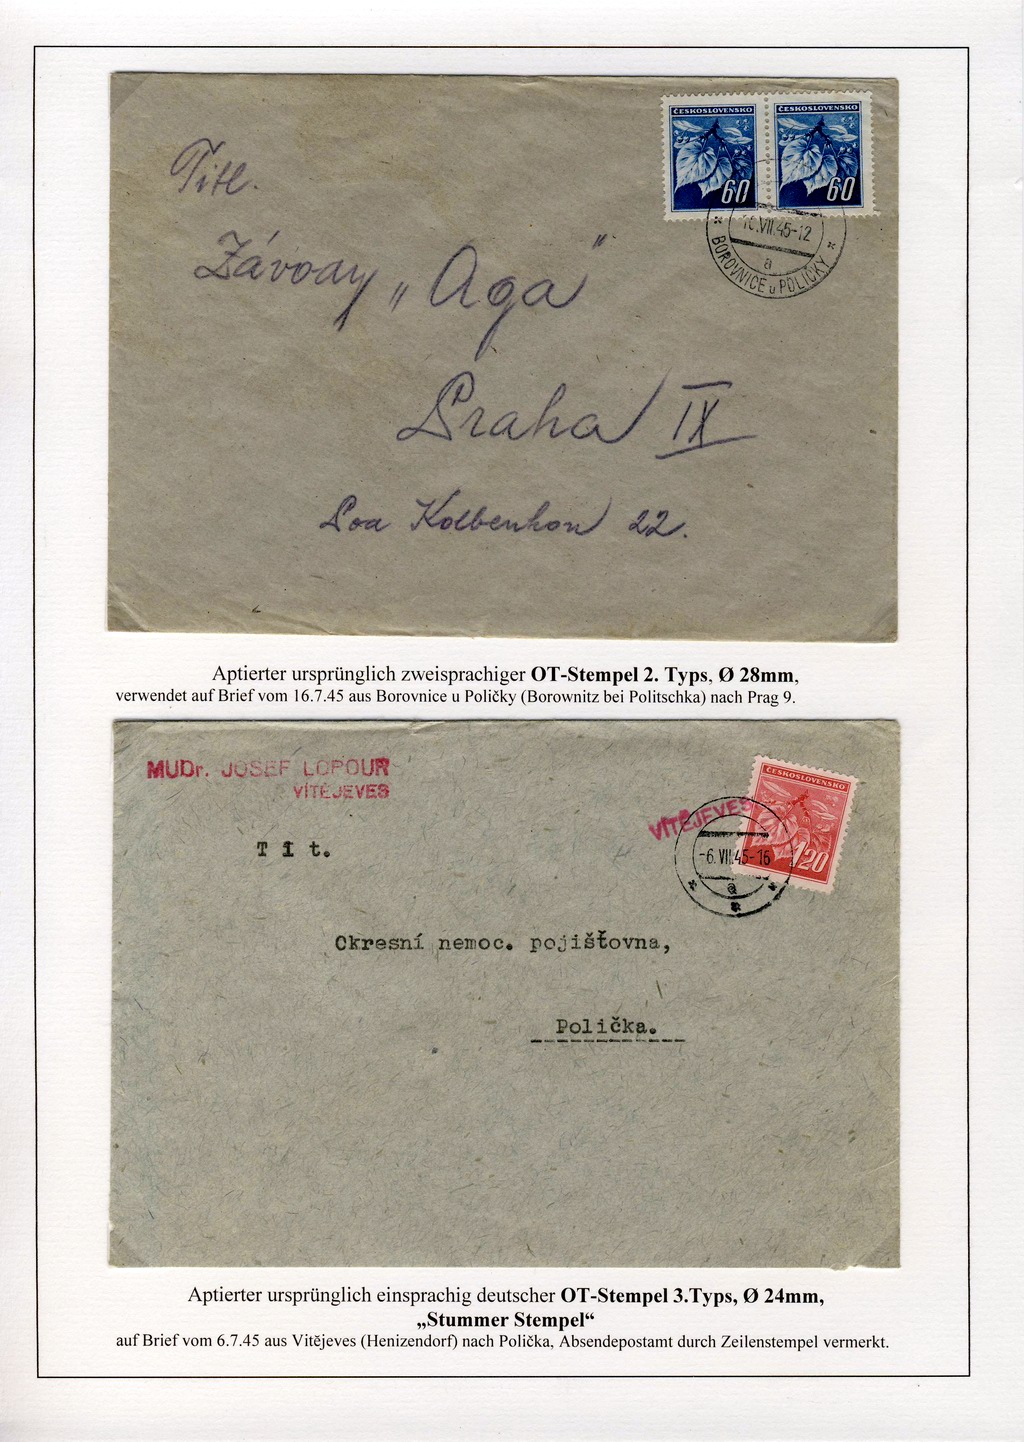 ČESKOSLOVENSKO ČESKOSLOVENSKO
60 60
Titl.
16.VII.45-12
a
BOROVNICE u POLIČKY
Závody „Aga"
Praha IX
22.
Aptierter ursprünglich zweisprachiger OT-Stempel 2. Typs, Ø 28mm,
verwendet auf Brief vom 16.7.45 aus Borovnice u Poličky (Borownitz bei Politschka) nach Prag 9.
MUDr. JOSEF LOPOUR
VÍTĚJEVES
ČESKOSLOVENSKO
1.20
VÍTĚJEVES
-6.VII.45-16
a
T i t.
Okresní nemoc. pojišťovna,
Polička.
Aptierter ursprünglich einsprachig deutscher OT-Stempel 3.Typs, Ø 24mm,
„Stummer Stempel“
auf Brief vom 6.7.45 aus Vitějeves (Henizendorf) nach Polička, Absendepostamt durch Zeilenstempel vermerkt.